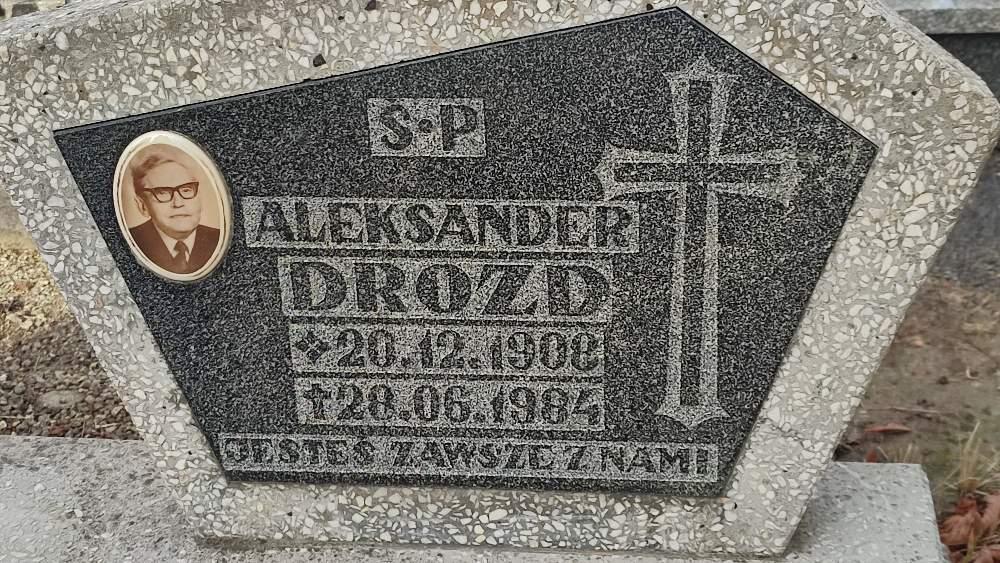 Ś•P
ALEKSANDER
DROZD
20.12.1908
✝28.06.1984
JESTEŚ ZAWSZE Z NAMI